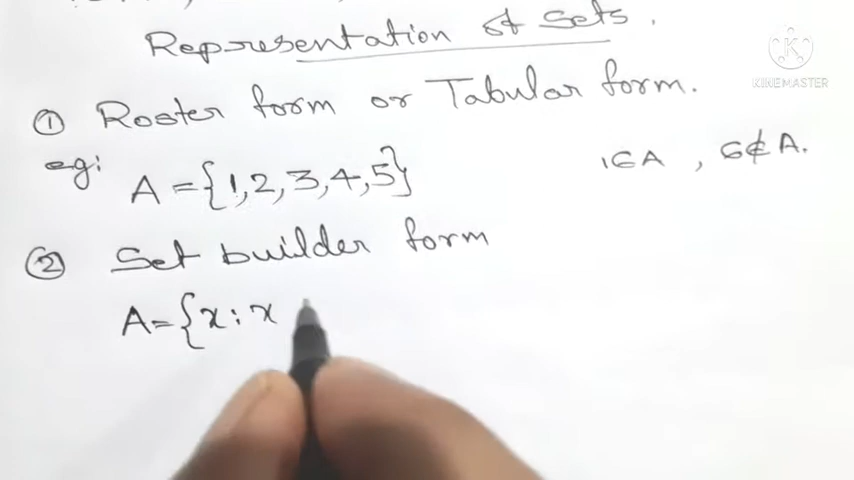 Representation of Sets.
KINEMASTER
① Roster form or Tabular form.
eg: A = {1,2,3,4,5} 1∈A , 6∉A.
② Set builder form
A={x:x